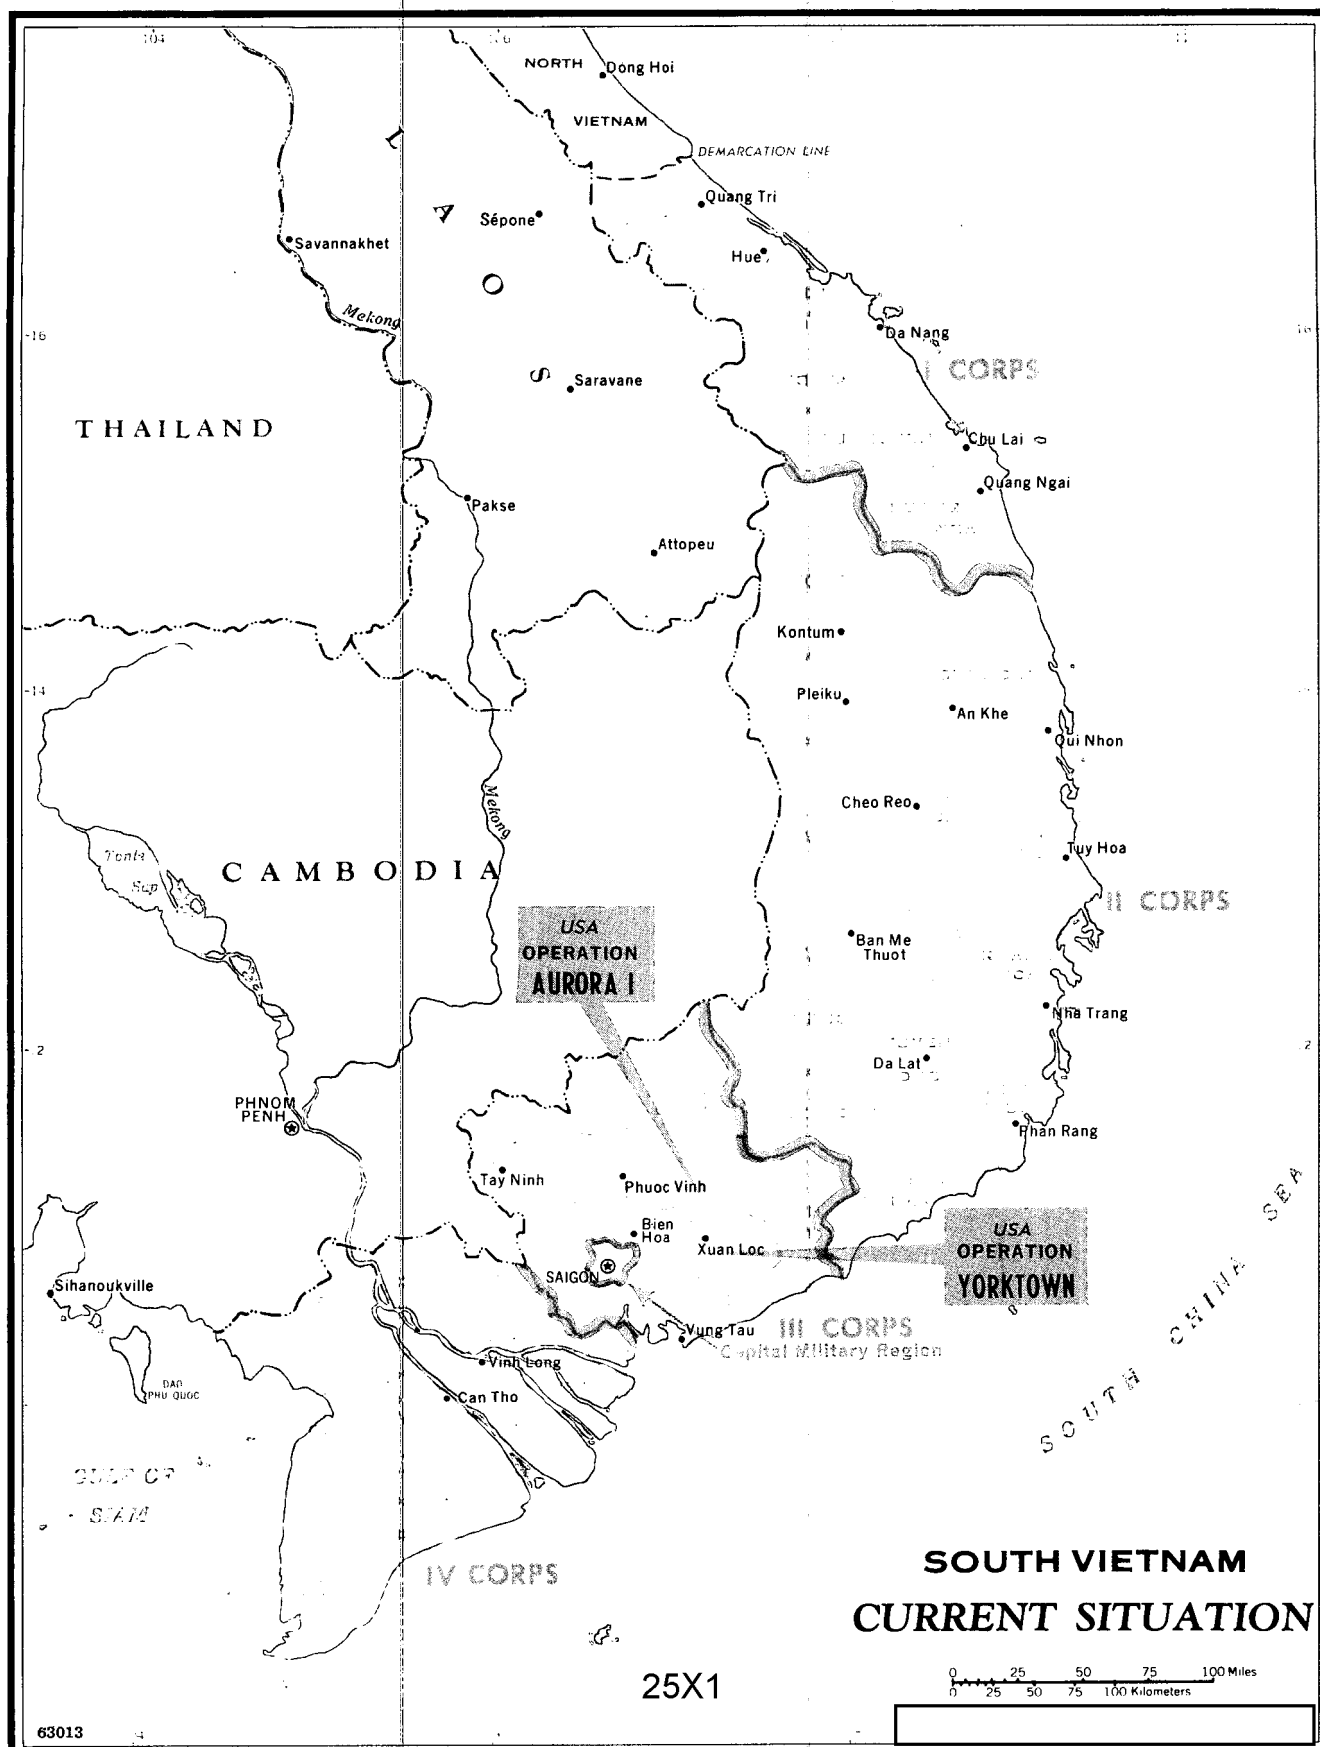 104
106
NORTH
Dong Hoi
VIETNAM
DEMARCATION LINE
L A O S
Quang Tri
Sépone
Savannakhet
Hue
Mekong
16
16
Da Nang
I CORPS
Saravane
THAILAND
Chu Lai
Quang Ngai
Pakse
Attopeu
Kontum
14
Pleiku
An Khe
Qui Nhon
Mekong
Cheo Reo
Tuy Hoa
Tonle
Sap
CAMBODIA
II CORPS
USA
OPERATION
AURORA I
Ban Me
Thuot
Nha Trang
Da Lat
PHNOM
PENH
Phan Rang
Tay Ninh
Phuoc Vinh
Bien
Hoa
Xuan Loc
USA
OPERATION
YORKTOWN
SAIGON
Sihanoukville
Vung Tau
III CORPS
Capital Military Region
Vinh Long
DAO
PHU QUOC
Can Tho
SOUTH CHINA SEA
GULF OF
SIAM
IV CORPS
SOUTH VIETNAM
CURRENT SITUATION
0 25 50 75 100 Miles
0 25 50 75 100 Kilometers
25X1
63013